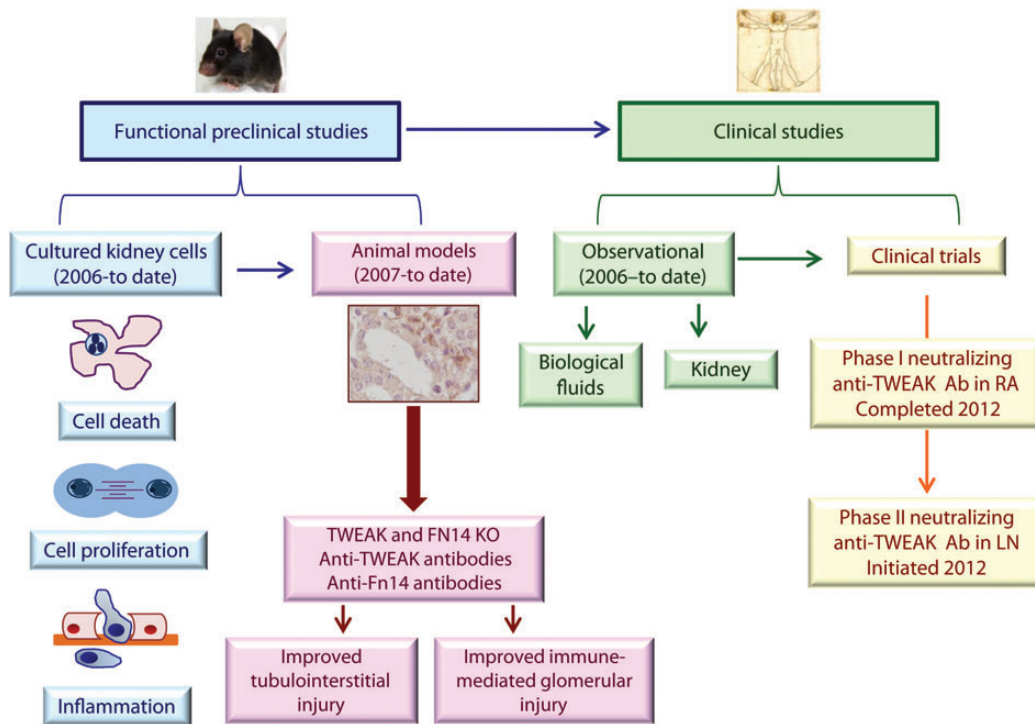 Functional preclinical studies
Clinical studies
Cultured kidney cells
(2006-to date)
Animal models
(2007-to date)
Observational
(2006–to date)
Clinical trials
Cell death
Cell proliferation
Inflammation
TWEAK and FN14 KO
Anti-TWEAK antibodies
Anti-Fn14 antibodies
Improved
tubulointerstitial
injury
Improved immune-
mediated glomerular
injury
Biological
fluids
Kidney
Phase I neutralizing
anti-TWEAK Ab in RA
Completed 2012
Phase II neutralizing
anti-TWEAK Ab in LN
Initiated 2012